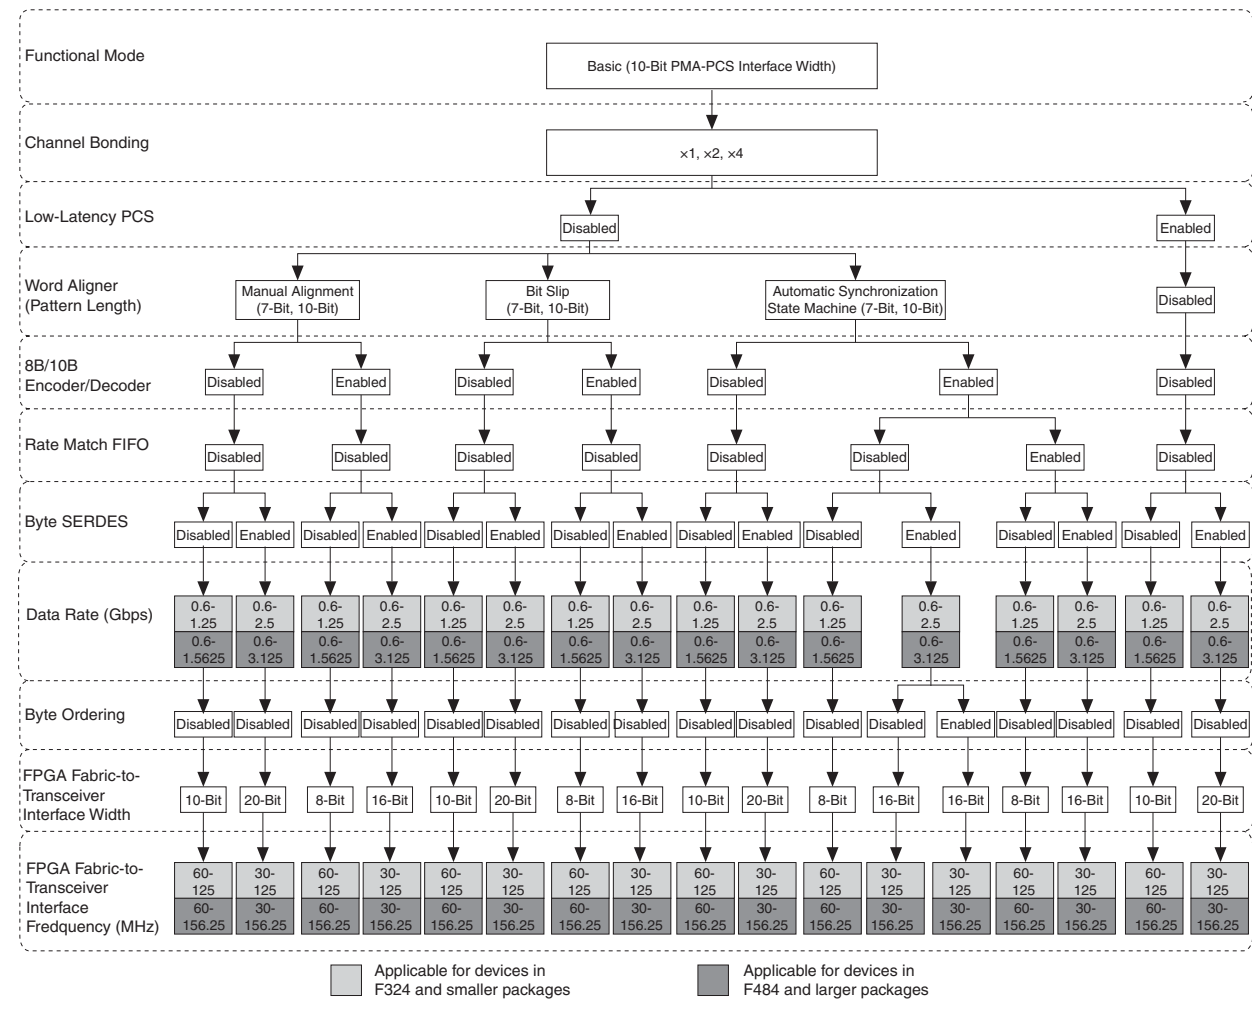 Functional Mode
Basic (10-Bit PMA-PCS Interface Width)
Channel Bonding
×1, ×2, ×4
Low-Latency PCS
Disabled Enabled
Word Aligner
(Pattern Length)
Manual Alignment
(7-Bit, 10-Bit)
Bit Slip
(7-Bit, 10-Bit)
Automatic Synchronization
State Machine (7-Bit, 10-Bit)
Disabled
8B/10B
Encoder/Decoder
Disabled Enabled Disabled Enabled Disabled Enabled Disabled
Rate Match FIFO
Disabled Disabled Disabled Disabled Disabled Disabled Enabled Disabled
Byte SERDES
Disabled Enabled Disabled Enabled Disabled Enabled Disabled Enabled Disabled Enabled Disabled Enabled Disabled Enabled Disabled Enabled
Data Rate (Gbps)
0.6- 0.6- 0.6- 0.6- 0.6- 0.6- 0.6- 0.6- 0.6- 0.6- 0.6- 0.6- 0.6- 0.6- 0.6- 0.6-
1.25 2.5 1.25 2.5 1.25 2.5 1.25 2.5 1.25 2.5 1.25 2.5 1.25 2.5 1.25 2.5
0.6- 0.6- 0.6- 0.6- 0.6- 0.6- 0.6- 0.6- 0.6- 0.6- 0.6- 0.6- 0.6- 0.6- 0.6- 0.6-
1.5625 3.125 1.5625 3.125 1.5625 3.125 1.5625 3.125 1.5625 3.125 1.5625 3.125 1.5625 3.125 1.5625 3.125
Byte Ordering
Disabled Disabled Disabled Disabled Disabled Disabled Disabled Disabled Disabled Disabled Disabled Disabled Enabled Disabled Disabled Disabled Disabled
FPGA Fabric-to-
Transceiver
Interface Width
10-Bit 20-Bit 8-Bit 16-Bit 10-Bit 20-Bit 8-Bit 16-Bit 10-Bit 20-Bit 8-Bit 16-Bit 16-Bit 8-Bit 16-Bit 10-Bit 20-Bit
FPGA Fabric-to-
Transceiver
Interface
Fredquency (MHz)
60- 30- 60- 30- 60- 30- 60- 30- 60- 30- 60- 30- 30- 60- 30- 60- 30-
125 125 125 125 125 125 125 125 125 125 125 125 125 125 125 125 125
60- 30- 60- 30- 60- 30- 60- 30- 60- 30- 60- 30- 30- 60- 30- 60- 30-
156.25 156.25 156.25 156.25 156.25 156.25 156.25 156.25 156.25 156.25 156.25 156.25 156.25 156.25 156.25 156.25 156.25
Applicable for devices in
F324 and smaller packages
Applicable for devices in
F484 and larger packages